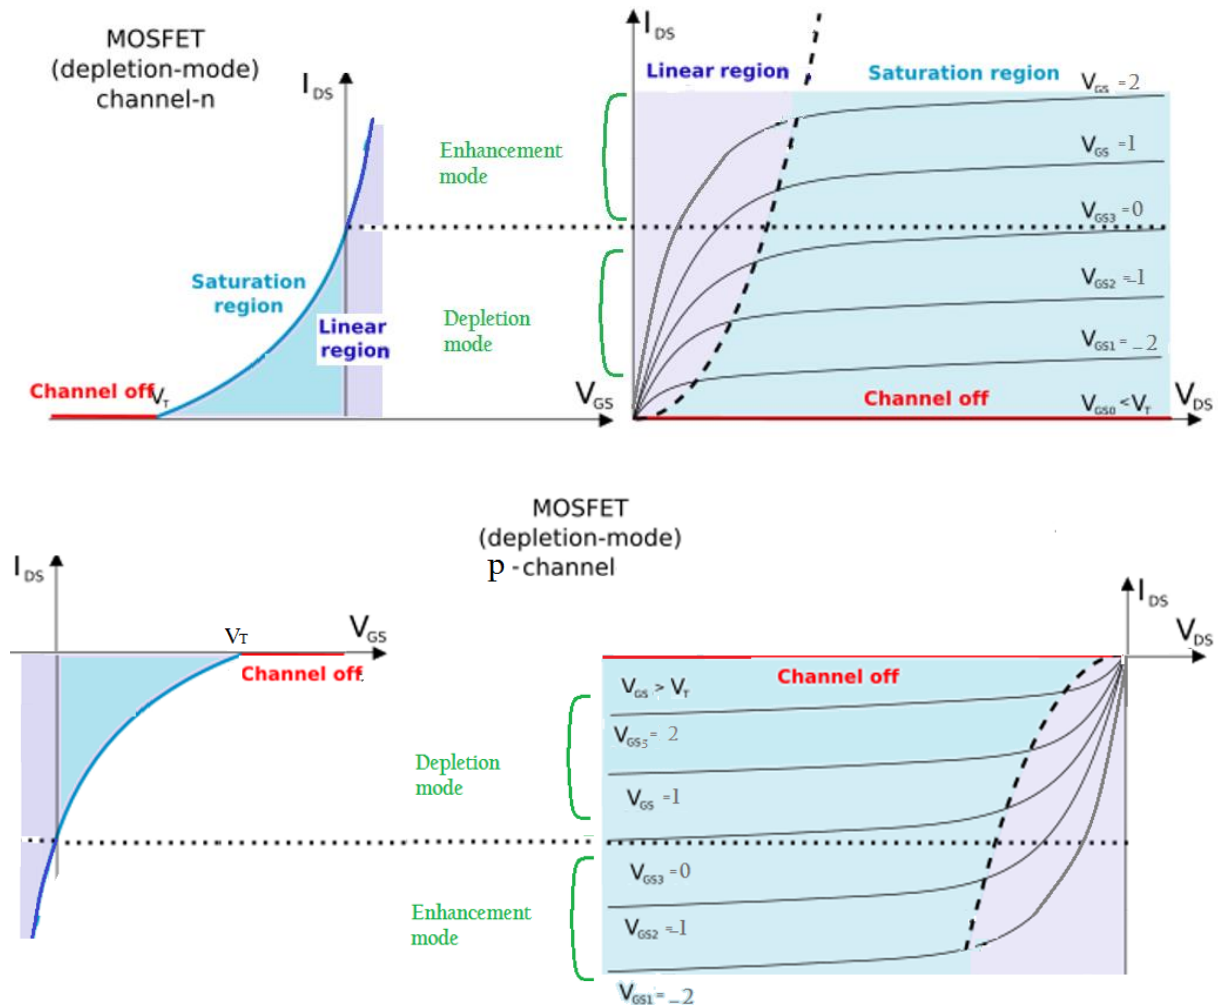 MOSFET
(depletion-mode)
channel-n
I DS
Saturation
region
Linear
region
Channel off
VT
VGS
Enhancement
mode
Depletion
mode
IDS
Linear region
Saturation region
VGS = 2
VGS = 1
VGS3 = 0
VGS2 = -1
VGS1 = -2
Channel off
VGS0 < VT
VDS
MOSFET
(depletion-mode)
p - channel
I DS
VT
VGS
Channel off
Depletion
mode
Enhancement
mode
IDS
VDS
Channel off
VGS > VT
VGS5 = 2
VGS = 1
VGS3 = 0
VGS2 = -1
VGS1 = -2